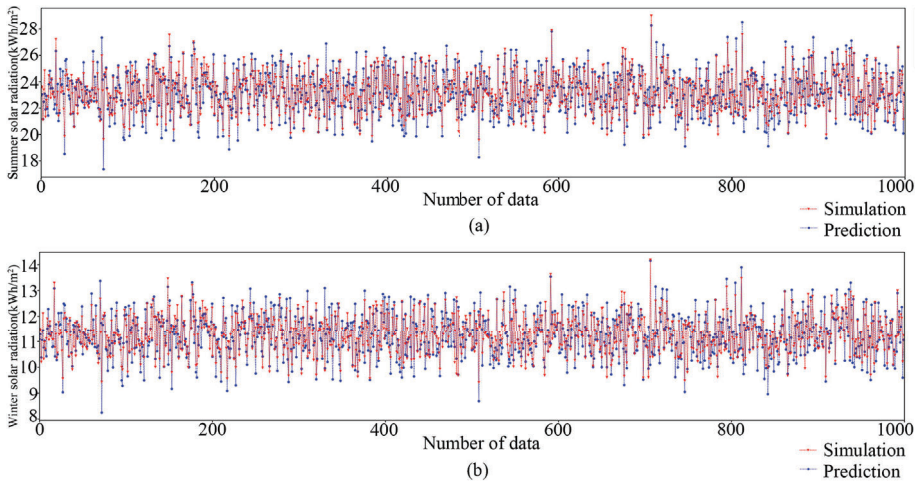 Summer solar radiation(kWh/m²)
28
26
24
22
20
18
0
200
400
600
800
1000
Number of data
(a)
Simulation
Prediction
Winter solar radiation(kWh/m²)
14
13
12
11
10
9
8
0
200
400
600
800
1000
Number of data
(b)
Simulation
Prediction